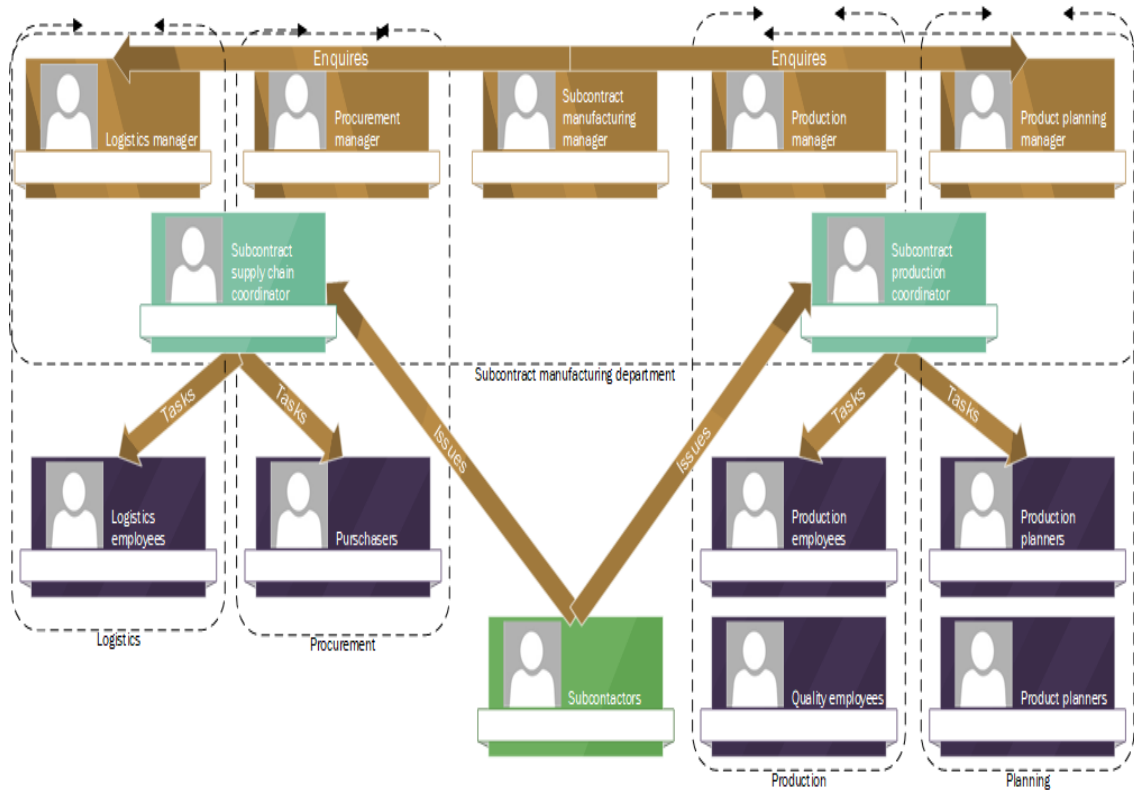 Enquires
Enquires
Logistics manager
Procurement
manager
Subcontract
manufacturing
manager
Production
manager
Product planning
manager
Subcontract
supply chain
coordinator
Subcontract
production
coordinator
Subcontract manufacturing department
Tasks
Tasks
Issues
Issues
Tasks
Tasks
Logistics
employees
Purschasers
Production
employees
Production
planners
Logistics
Procurement
Subcontactors
Quality employees
Product planners
Production
Planning